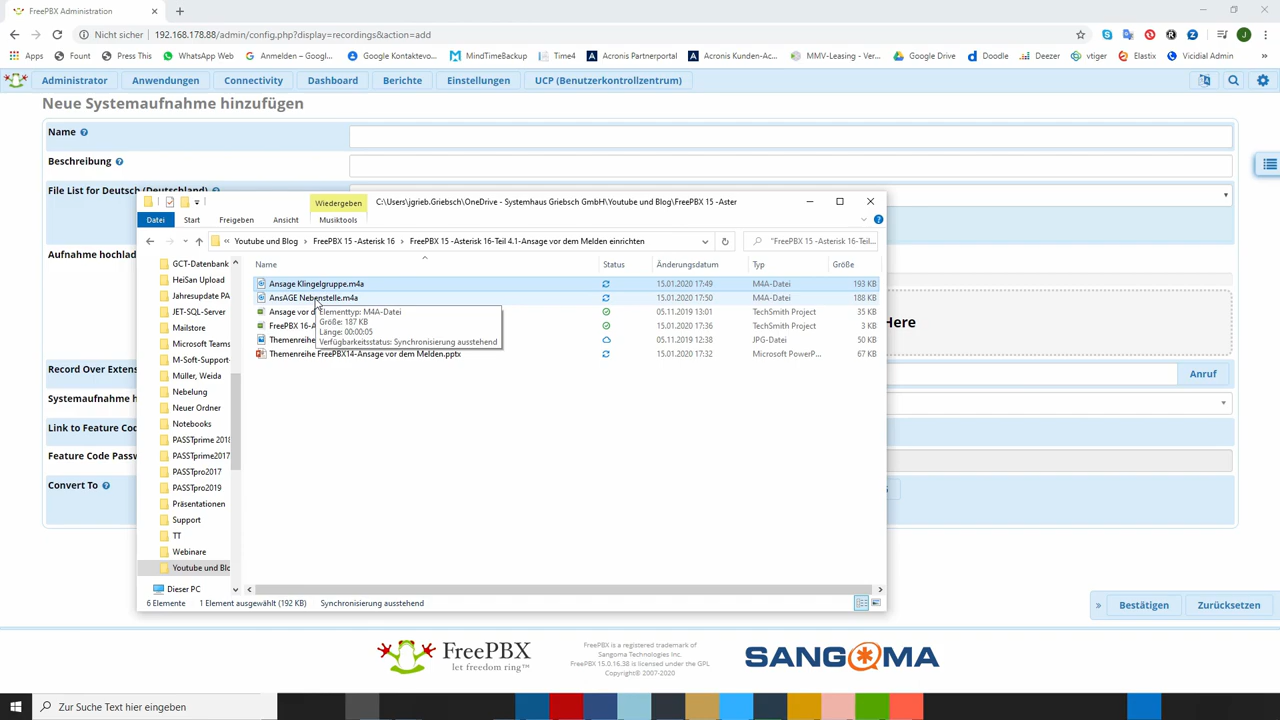 FreePBX Administration
Nicht sicher | 192.168.178.88/admin/config.php?display=recordings&action=add
Apps Fount Press This WhatsApp Web Anmelden – Googl... Google Kontaktevo... MindTimeBackup Time4 Acronis Partnerportal Acronis Kunden-Ac... MMV-Leasing - Ver... Google Drive Doodle Deezer vtiger Elastix Vicidial Admin
Administrator Anwendungen Connectivity Dashboard Berichte Einstellungen UCP (Benutzerkontrollzentrum)
Neue Systemaufnahme hinzufügen
Name
Beschreibung
File List for Deutsch (Deutschland)
Wiedergeben C:\Users\jgrieb.Griebsch\OneDrive - Systemhaus Griebsch GmbH\Youtube und Blog\FreePBX 15 -Aster
Datei Start Freigeben Ansicht Musiktools
« Youtube und Blog FreePBX 15 -Asterisk 16 FreePBX 15 -Asterisk 16-Teil 4.1-Ansage vor dem Melden einrichten "FreePBX 15 -Asterisk 16-Teil...
Aufnahme hochlad
Here
Record Over Extens
Anruf
Systemaufnahme h
Link to Feature Cod
Feature Code Passw
Convert To
GCT-Datenbank
HeiSan Upload
Jahresupdate PA
JET-SQL-Server
Mailstore
Microsoft Teams
M-Soft-Support-
Müller, Weida
Nebelung
Neuer Ordner
Notebooks
PASSTprime 2018
PASSTprime2017
PASSTpro2017
PASSTpro2019
Präsentationen
Support
TT
Webinare
Youtube und Blo
Dieser PC
Name Status Änderungsdatum Typ Größe
Ansage Klingelgruppe.m4a 15.01.2020 17:49 M4A-Datei 193 KB
AnsAGE Nebenstelle.m4a 15.01.2020 17:50 M4A-Datei 188 KB
Ansage vor d 05.11.2019 13:01 TechSmith Project 35 KB
FreePBX 16-A 15.01.2020 17:36 TechSmith Project 3 KB
Themenreihe 05.11.2019 12:38 JPG-Datei 50 KB
Themenreihe FreePBX14-Ansage vor dem Melden.pptx 15.01.2020 17:32 Microsoft PowerP... 67 KB
Elementtyp: M4A-Datei
Größe: 187 KB
Länge: 00:00:05
Verfügbarkeitsstatus: Synchronisierung ausstehend
6 Elemente 1 Element ausgewählt (192 KB) Synchronisierung ausstehend
» Bestätigen Zurücksetzen
FreePBX
let freedom ring™
FreePBX is a registered trademark of
Sangoma Technologies Inc.
FreePBX 15.0.16.38 is licensed under the GPL
Copyright© 2007-2020
SANGOMA
Zur Suche Text hier eingeben